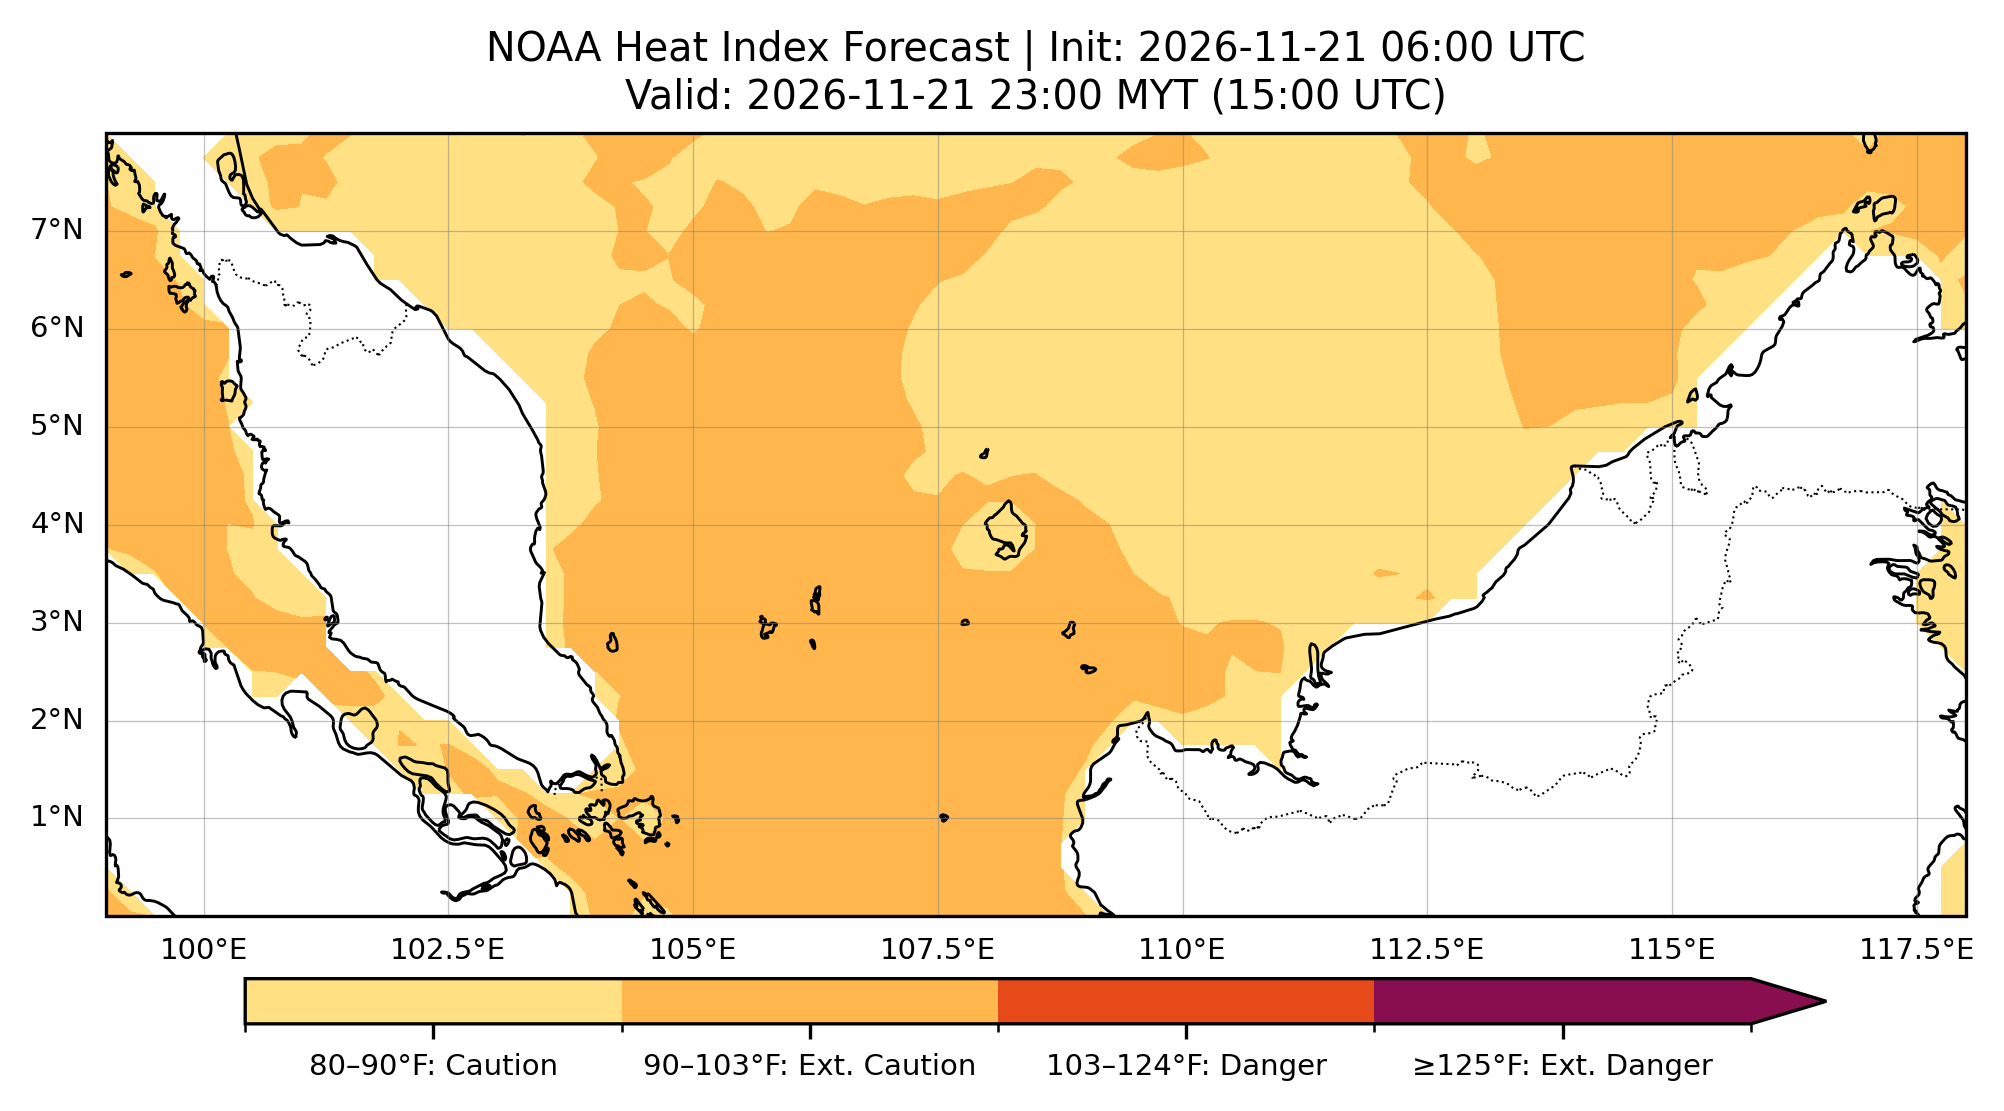 NOAA Heat Index Forecast | Init: 2026-11-21 06:00 UTC
Valid: 2026-11-21 23:00 MYT (15:00 UTC)
7°N
6°N
5°N
4°N
3°N
2°N
1°N
100°E 102.5°E 105°E 107.5°E 110°E 112.5°E 115°E 117.5°E
80–90°F: Caution 90–103°F: Ext. Caution 103–124°F: Danger ≥125°F: Ext. Danger